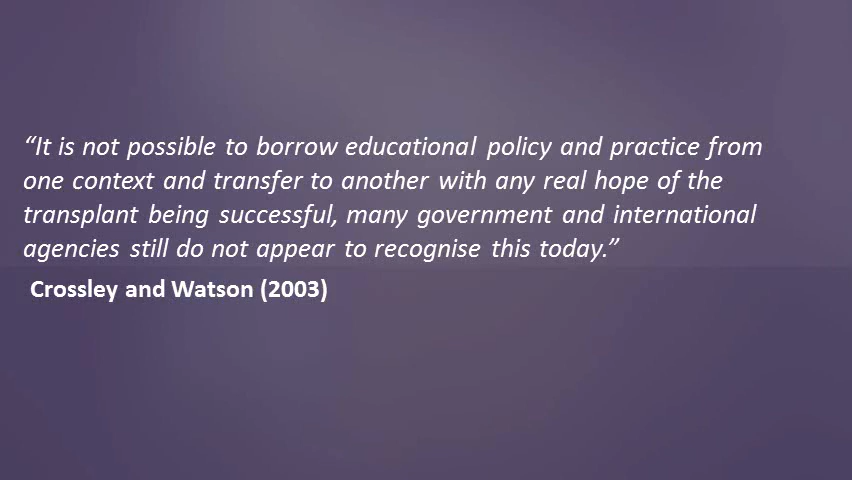 “It is not possible to borrow educational policy and practice from
one context and transfer to another with any real hope of the
transplant being successful, many government and international
agencies still do not appear to recognise this today.”
Crossley and Watson (2003)